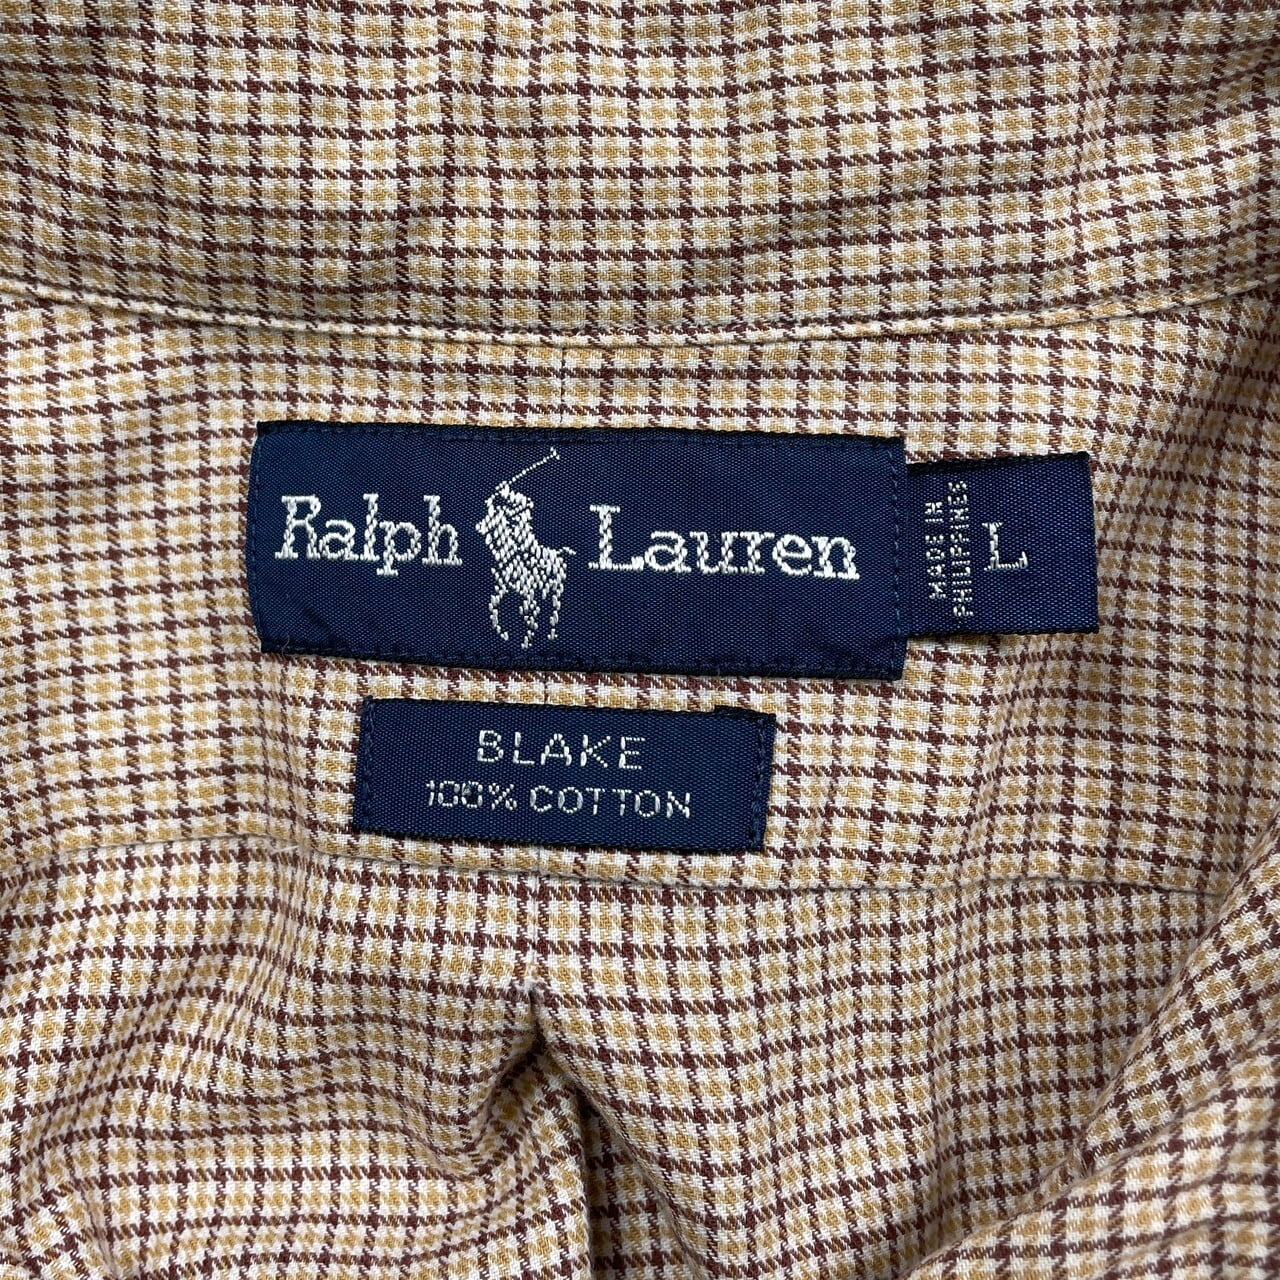 Ralph Lauren
MADE IN
PHILIPPINES
L
BLAKE
100% COTTON